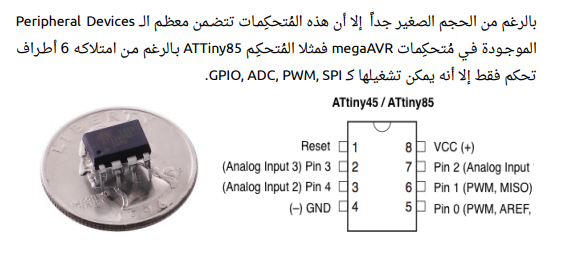 بالرغم من الحجم الصغير جداً إلا أن هذه المُتحكِمات تتضمن معظم الـ Peripheral Devices
الموجودة في مُتحكِمات megaAVR فمثلا المُتحكِم ATTiny85 بالرغم من امتلاكه 6 أطراف
تحكم فقط إلا أنه يمكن تشغيلها كـ GPIO, ADC, PWM, SPI.
ATtiny45 / ATtiny85
Reset 1 8 VCC (+)
(Analog Input 3) Pin 3 2 7 Pin 2 (Analog Input
(Analog Input 2) Pin 4 3 6 Pin 1 (PWM, MISO)
(–) GND 4 5 Pin 0 (PWM, AREF,